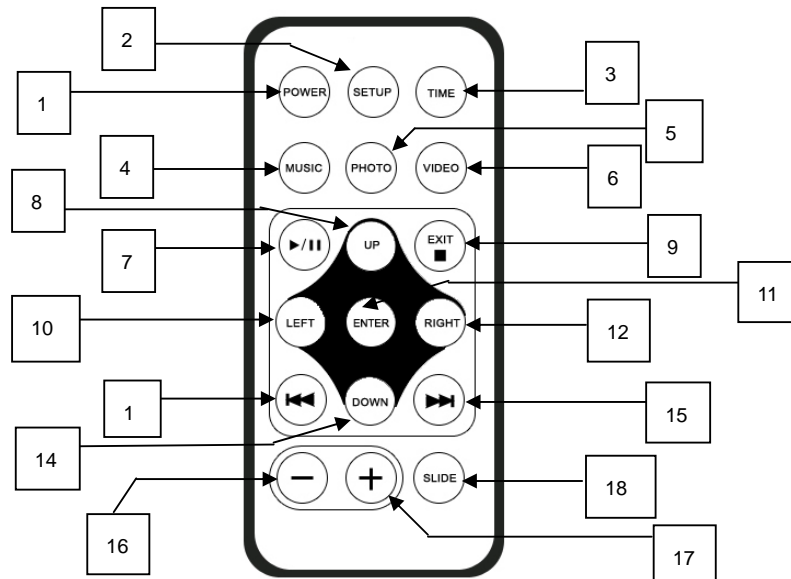 2
3
1
POWER SETUP TIME
5
4
MUSIC PHOTO VIDEO
6
8
7
UP
EXIT
9
11
10
LEFT ENTER RIGHT
12
1
DOWN
15
14
SLIDE
18
16
17